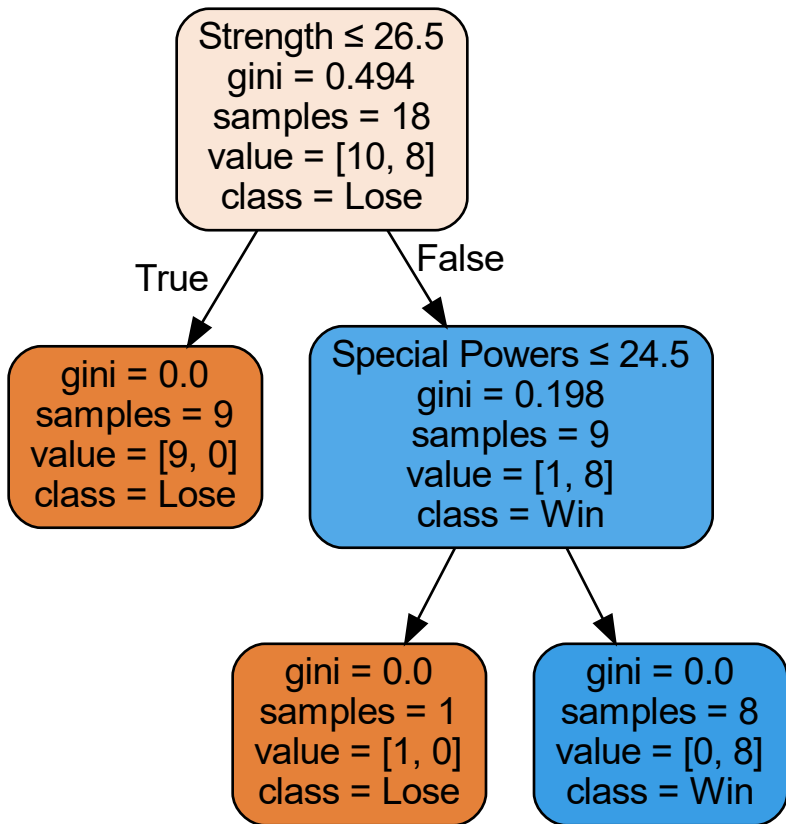 Strength ≤ 26.5
gini = 0.494
samples = 18
value = [10, 8]
class = Lose
True
False
gini = 0.0
samples = 9
value = [9, 0]
class = Lose
Special Powers ≤ 24.5
gini = 0.198
samples = 9
value = [1, 8]
class = Win
gini = 0.0
samples = 1
value = [1, 0]
class = Lose
gini = 0.0
samples = 8
value = [0, 8]
class = Win